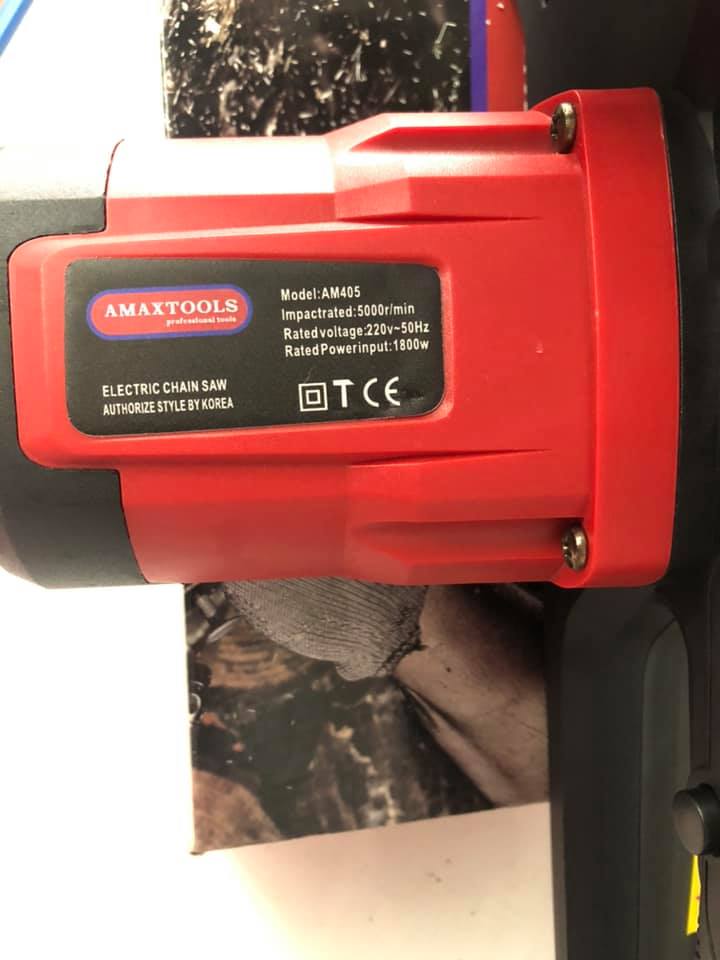 AMAXTOOLS
professional tools
Model:AM405
Impactrated:5000r/min
Ratedvoltage:220v~50Hz
RatedPowerinput:1800w
ELECTRIC CHAIN SAW
AUTHORIZE STYLE BY KOREA
T CE